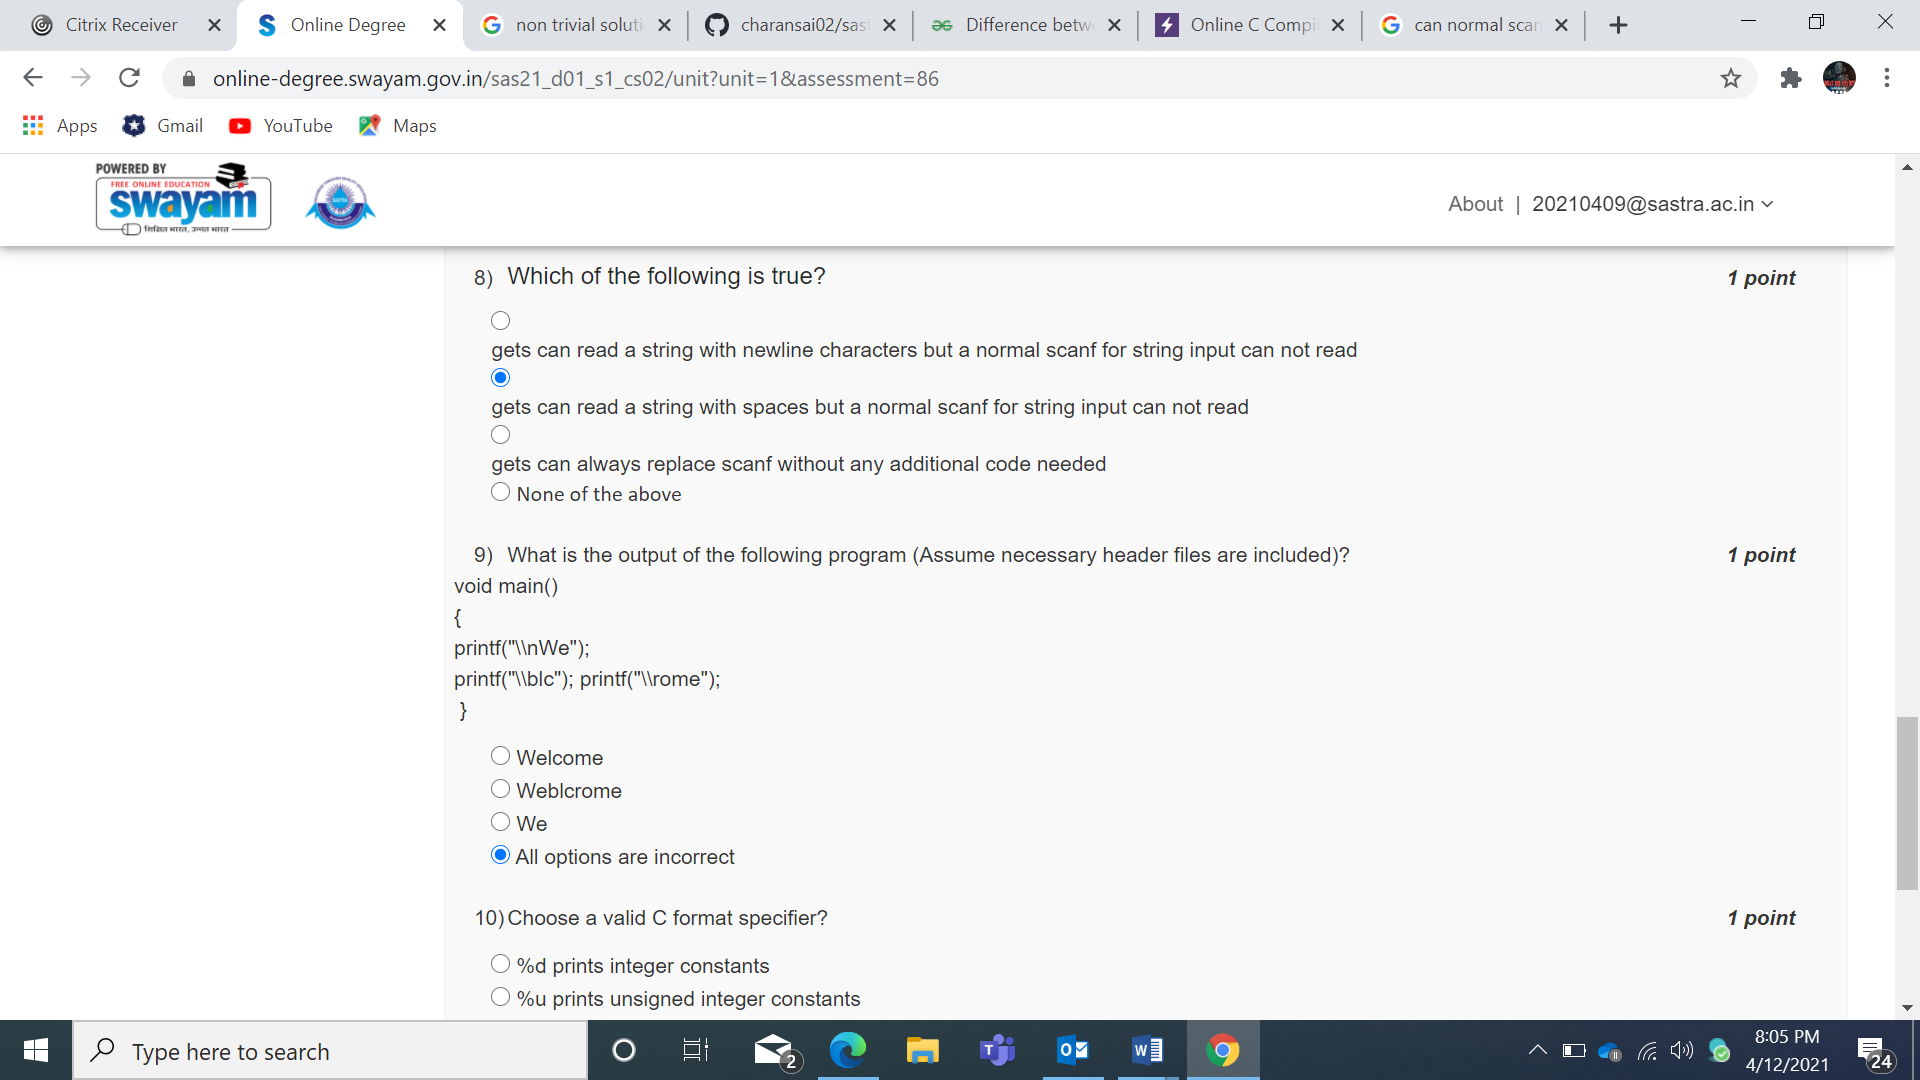 Citrix Receiver
Online Degree
non trivial soluti
charansai02/sas
Difference betwe
Online C Compil
can normal scan
online-degree.swayam.gov.in/sas21_d01_s1_cs02/unit?unit=1&assessment=86
Apps
Gmail
YouTube
Maps
POWERED BY
FREE ONLINE EDUCATION
swayam
शिक्षित भारत, उन्नत भारत
About | 20210409@sastra.ac.in
8) Which of the following is true?
1 point
gets can read a string with newline characters but a normal scanf for string input can not read
gets can read a string with spaces but a normal scanf for string input can not read
gets can always replace scanf without any additional code needed
None of the above
9) What is the output of the following program (Assume necessary header files are included)?
1 point
void main()
{
printf("\\nWe");
printf("\\blc"); printf("\\rome");
}
Welcome
Weblcrome
We
All options are incorrect
10) Choose a valid C format specifier?
1 point
%d prints integer constants
%u prints unsigned integer constants
Type here to search
2
8:05 PM
4/12/2021
24